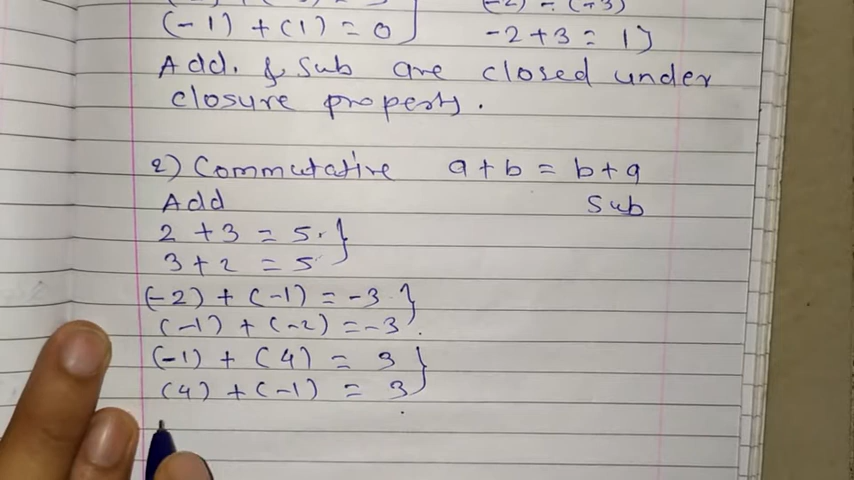 (-1) + (1) = 0 }
-2 + 3 = 1 }
Add. & Sub are closed under
closure property.
2) Commutative a + b = b + a
Add Sub
2 + 3 = 5. }
3 + 2 = 5
(-2) + (-1) = -3 }
(-1) + (-2) = -3.
(-1) + (4) = 3 }
(4) + (-1) = 3